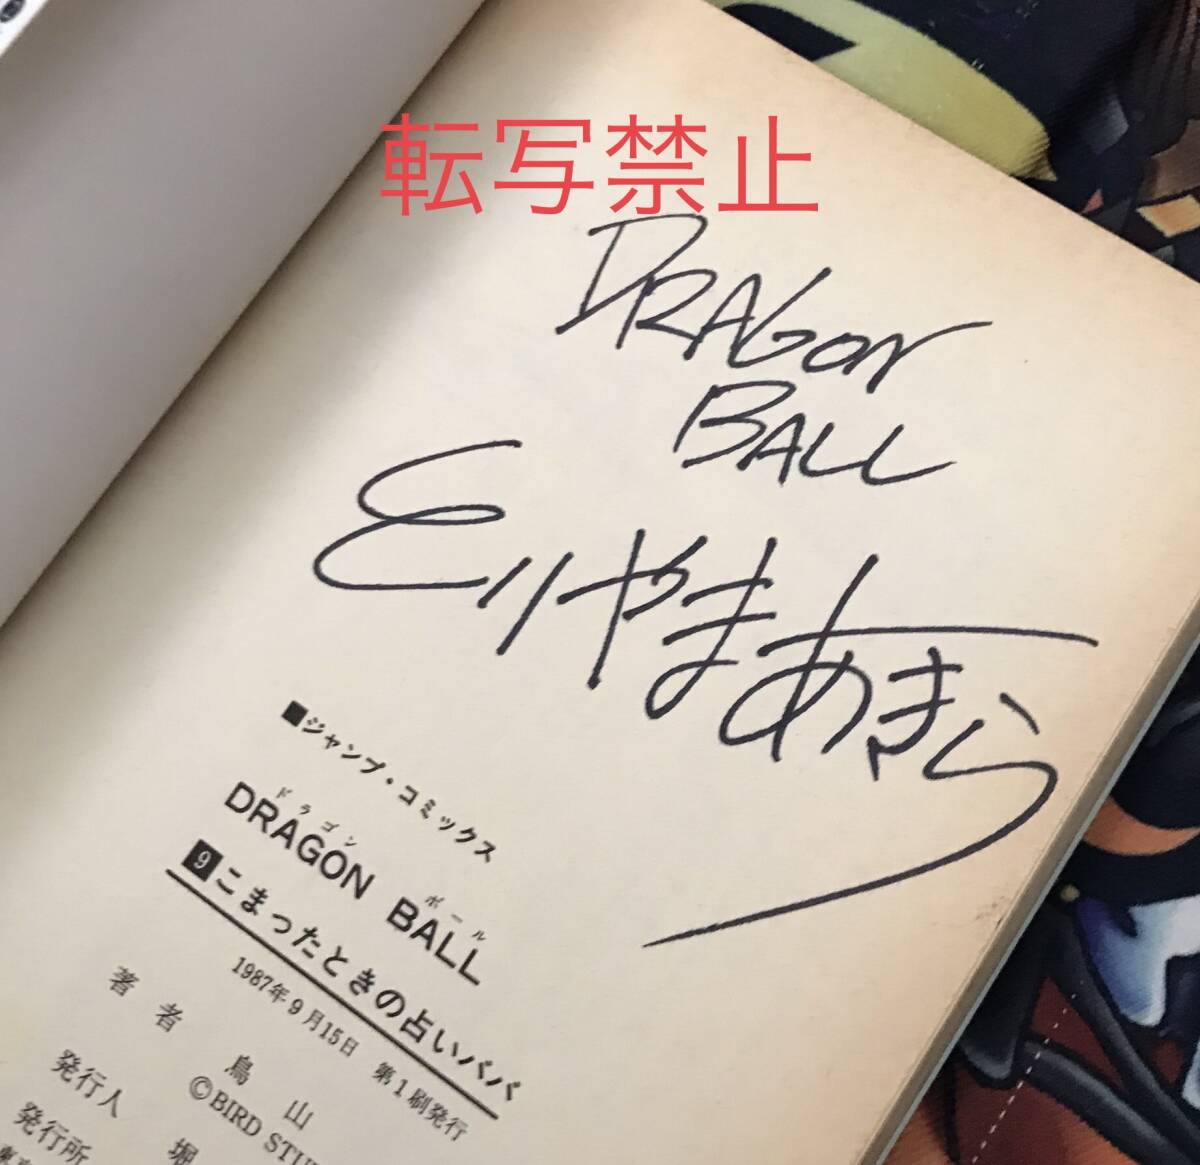 転写禁止
DRAGON
BALL
とりやまあきら
■ジャンプ・コミックス
ドラゴン ボール
DRAGON BALL
9 こまったときの占いババ
1987年9月15日 第1刷発行
著者 鳥山
©BIRD STU
発行人 堀
発行所
東京